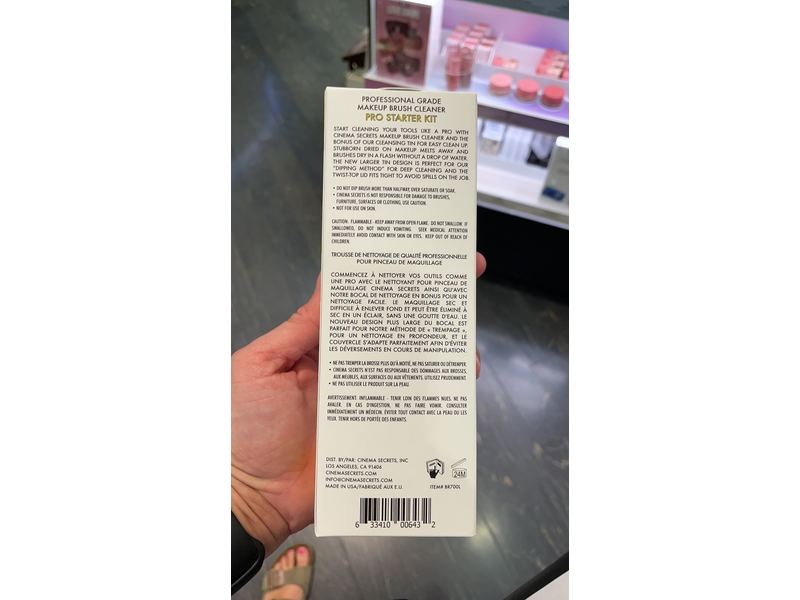 PROFESSIONAL GRADE
MAKEUP BRUSH CLEANER
PRO STARTER KIT
START CLEANING YOUR TOOLS LIKE A PRO WITH
CINEMA SECRETS MAKEUP BRUSH CLEANER AND THE
BONUS OF OUR CLEANSING TIN FOR EASY CLEAN UP.
STUBBORN DRIED ON MAKEUP MELTS AWAY AND
BRUSHES DRY IN A FLASH WITHOUT A DROP OF WATER.
THE NEW LARGER TIN DESIGN IS PERFECT FOR OUR
"DIPPING METHOD" FOR DEEP CLEANING AND THE
TWIST-TOP LID FITS TIGHT TO AVOID SPILLS ON THE JOB.
• DO NOT DIP BRUSH MORE THAN HALFWAY, OVER SATURATE OR SOAK.
• CINEMA SECRETS IS NOT RESPONSIBLE FOR DAMAGE TO BRUSHES,
FURNITURE, SURFACES OR CLOTHING, USE CAUTION.
• NOT FOR USE ON SKIN.
CAUTION: FLAMMABLE - KEEP AWAY FROM OPEN FLAME. DO NOT SWALLOW. IF
SWALLOWED, DO NOT INDUCE VOMITING. SEEK MEDICAL ATTENTION
IMMEDIATELY AVOID CONTACT WITH SKIN OR EYES. KEEP OUT OF REACH OF
CHILDREN.
TROUSSE DE NETTOYAGE DE QUALITÉ PROFESSIONNELLE
POUR PINCEAU DE MAQUILLAGE
COMMENCEZ À NETTOYER VOS OUTILS COMME
UNE PRO AVEC LE NETTOYANT POUR PINCEAU DE
MAQUILLAGE CINEMA SECRETS AINSI QU'AVEC
NOTRE BOCAL DE NETTOYAGE EN BONUS POUR UN
NETTOYAGE FACILE. LE MAQUILLAGE SEC ET
DIFFICILE À ENLEVER FOND ET PEUT ÊTRE ÉLIMINÉ À
SEC EN UN ÉCLAIR, SANS UNE GOUTTE D'EAU. LE
NOUVEAU DESIGN PLUS LARGE DU BOCAL EST
PARFAIT POUR NOTRE MÉTHODE DE « TREMPAGE »,
POUR UN NETTOYAGE EN PROFONDEUR, ET LE
COUVERCLE S'ADAPTE PARFAITEMENT AFIN D'ÉVITER
LES DÉVERSEMENTS EN COURS DE MANIPULATION.
• NE PAS TREMPER LA BROSSE PLUS QU'À MOITIÉ, NE PAS SATURER OU DÉTREMPER.
• CINEMA SECRETS N'EST PAS RESPONSABLE DES DOMMAGES AUX BROSSES,
AUX MEUBLES, AUX SURFACES OU AUX VÊTEMENTS. UTILISEZ PRUDEMMENT.
• NE PAS UTILISER LE PRODUIT SUR LA PEAU.
AVERTISSEMENT: INFLAMMABLE - TENIR LOIN DES FLAMMES NUES. NE PAS
AVALER. EN CAS D'INGESTION, NE PAS FAIRE VOMIR. CONSULTER
IMMÉDIATEMENT UN MÉDECIN. ÉVITER TOUT CONTACT AVEC LA PEAU OU LES
YEUX. TENIR HORS DE PORTÉE DES ENFANTS.
DIST. BY/PAR: CINEMA SECRETS, INC
LOS ANGELES, CA 91406
CINEMASECRETS.COM
INFO@CINEMASECRETS.COM
MADE IN USA/FABRIQUÉ AUX E.U.
24M
ITEM# BR700L
6 33410 00643 2